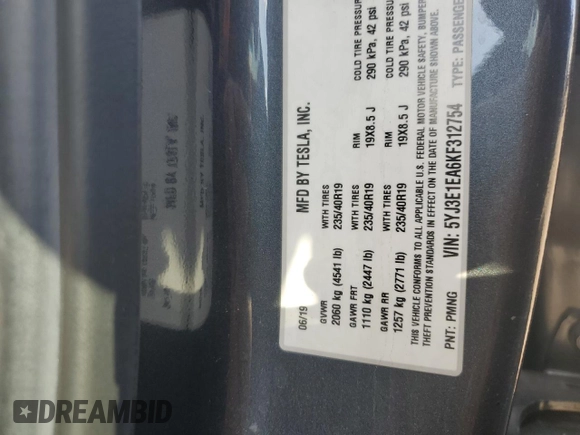 MFD BY TESLA, INC.
06/19
GVWR
2060 kg (4541 lb)
WITH TIRES
235/40R19
RIM
19X8.5 J
COLD TIRE PRESSURE
290 kPa, 42 psi
GAWR FRT
1110 kg (2447 lb)
WITH TIRES
235/40R19
RIM
19X8.5 J
COLD TIRE PRESSUR
290 kPa, 42 psi
GAWR RR
1257 kg (2771 lb)
WITH TIRES
235/40R19
THIS VEHICLE CONFORMS TO ALL APPLICABLE U.S. FEDERAL MOTOR VEHICLE SAFETY, BUMPER
THEFT PREVENTION STANDARDS IN EFFECT ON THE DATE OF MANUFACTURE SHOWN ABOVE.
PNT: PMNG
VIN: 5YJ3E1EA6KF312754
TYPE: PASSENGE
DREAMBID